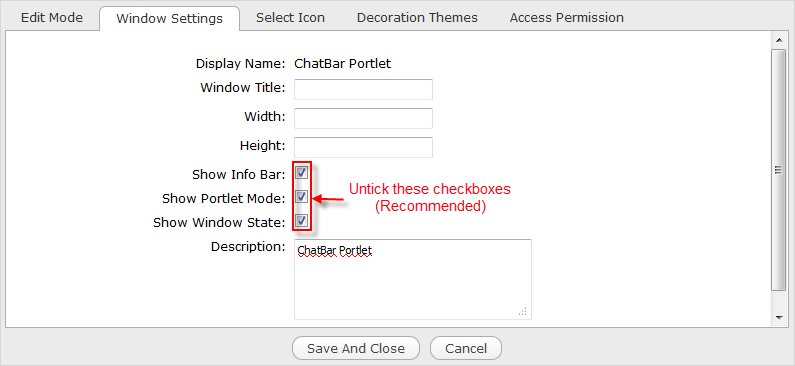 Edit Mode Window Settings Select Icon Decoration Themes Access Permission
Display Name: ChatBar Portlet
Window Title:
Width:
Height:
Show Info Bar:
Show Portlet Mode:
Show Window State:
Untick these checkboxes
(Recommended)
Description: ChatBar Portlet
Save And Close Cancel